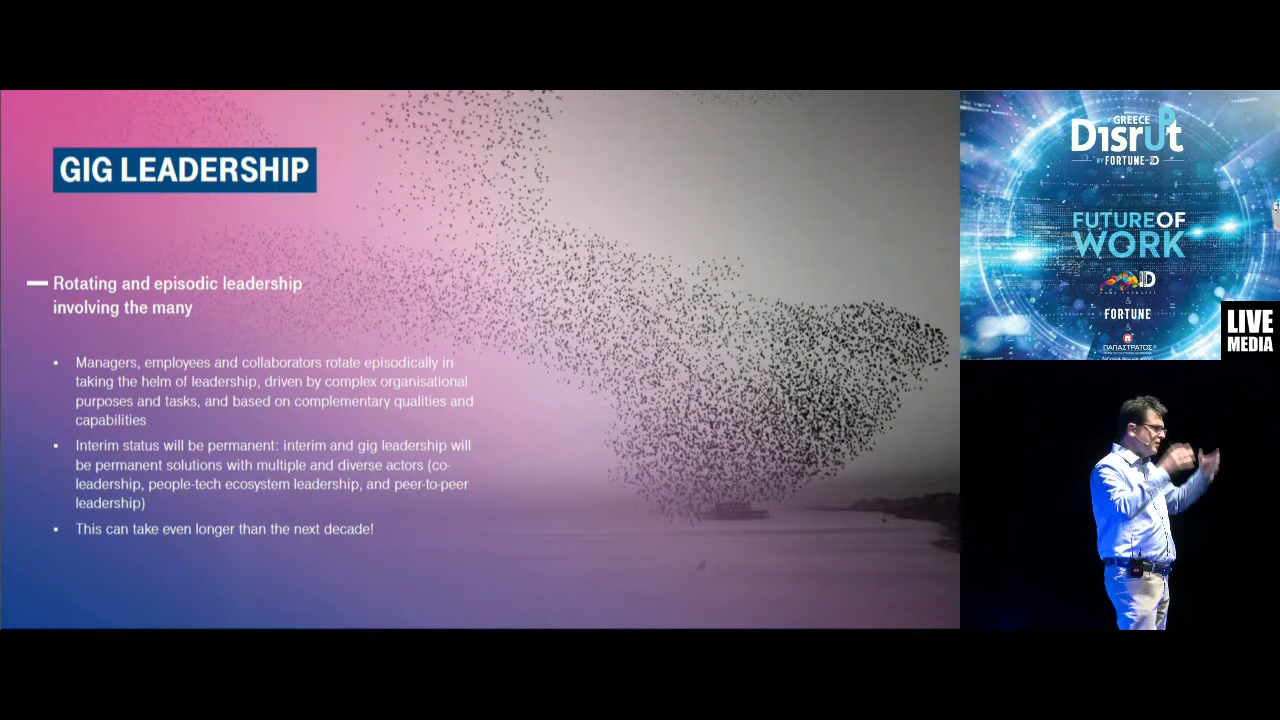 GIG LEADERSHIP
Rotating and episodic leadership
involving the many
• Managers, employees and collaborators rotate episodically in
taking the helm of leadership, driven by complex organisational
purposes and tasks, and based on complementary qualities and
capabilities
• Interim status will be permanent: interim and gig leadership will
be permanent solutions with multiple and diverse actors (co-
leadership, people-tech ecosystem leadership, and peer-to-peer
leadership)
• This can take even longer than the next decade!
GREECE
D1srUPt
BY FORTUNE-ID
FUTURE OF
WORK
ID
&
FORTUNE
&
ΠΑΠΑΣΤΡΑΤΟΣ
LIVE
MEDIA